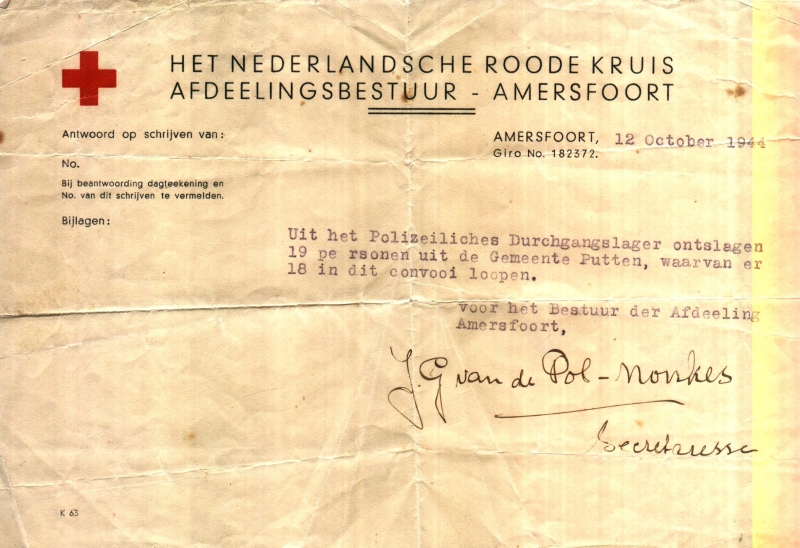 HET NEDERLANDSCHE ROODE KRUIS
AFDEELINGSBESTUUR - AMERSFOORT
Antwoord op schrijven van:
No.
Bij beantwoording dagteekening en
No. van dit schrijven te vermelden.
Bijlagen:
AMERSFOORT, 12 October 1944
Giro No. 182372.
Uit het Polizeiliches Durchgangslager ontslagen
19 pe rsonen uit de Gemeente Putten, waarvan er
18 in dit convooi loopen.
voor het Bestuur der Afdeeling
Amersfoort,
J. G van de Pol - Monkes
Secretaresse
K 63